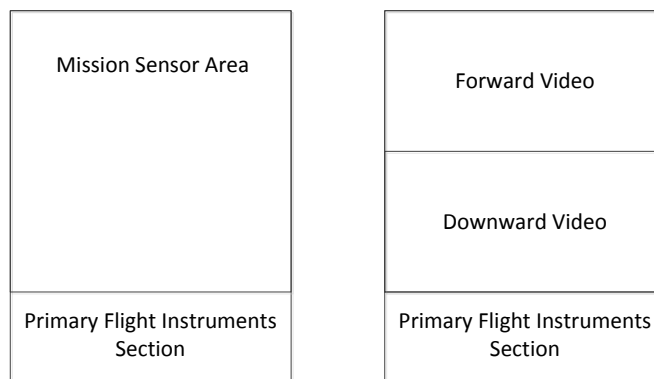 Mission Sensor Area
Primary Flight Instruments
Section
Forward Video
Downward Video
Primary Flight Instruments
Section